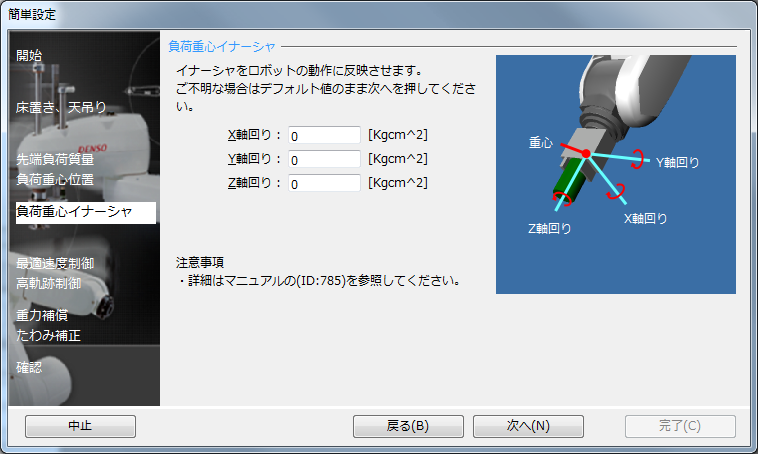 簡単設定
開始
床置き、天吊り
DENSO
先端負荷質量
負荷重心位置
負荷重心イナーシャ
最適速度制御
高軌跡制御
重力補償
たわみ補正
確認
負荷重心イナーシャ
イナーシャをロボットの動作に反映させます。
ご不明な場合はデフォルト値のまま次へを押してくださ
い。
X軸回り： 0 [Kgcm^2]
Y軸回り： 0 [Kgcm^2]
Z軸回り： 0 [Kgcm^2]
注意事項
・詳細はマニュアルの(ID:785)を参照してください。
重心
Y軸回り
X軸回り
Z軸回り
中止
戻る(B)
次へ(N)
完了(C)